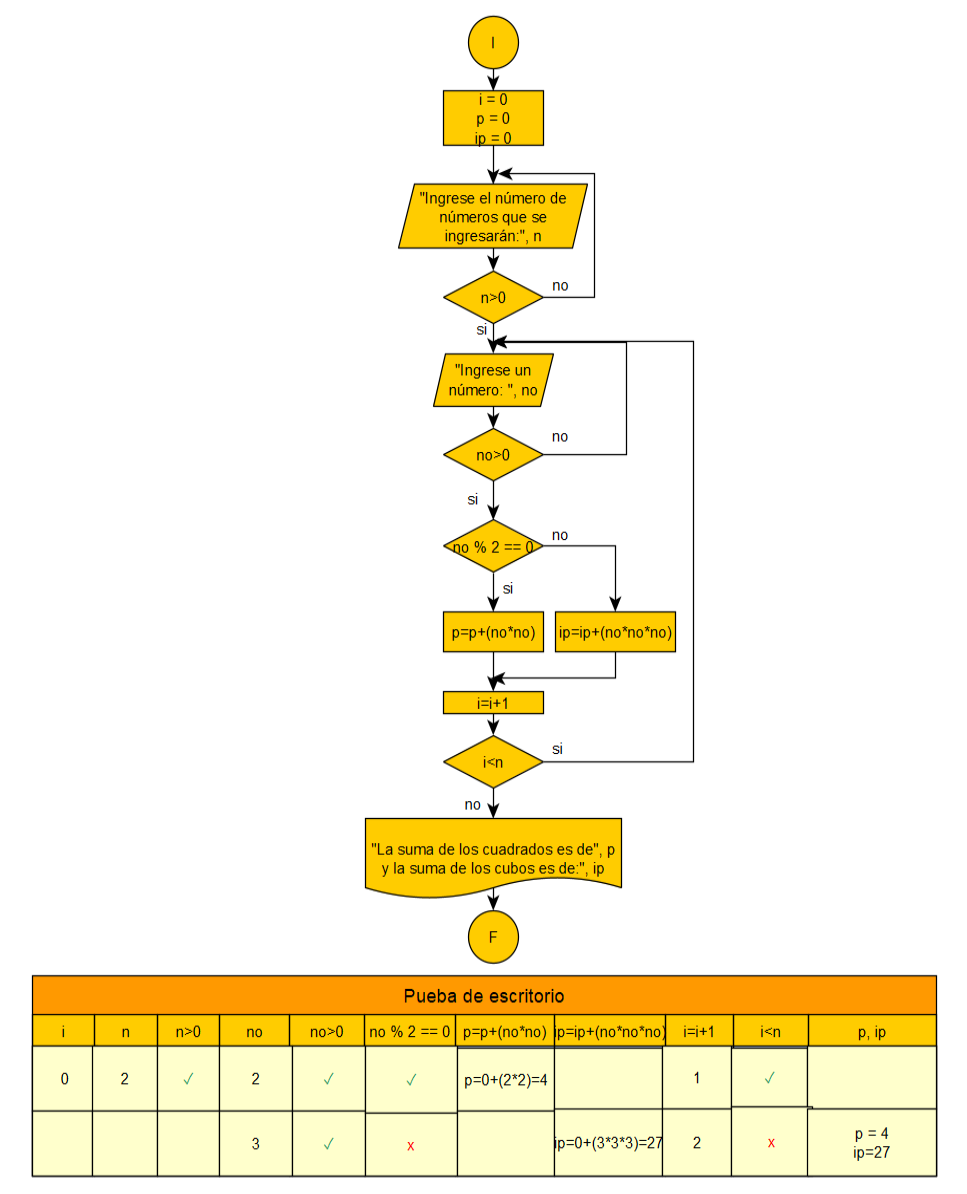 I
i = 0
p = 0
ip = 0
"Ingrese el número de
números que se
ingresarán:", n
n>0
no
si
"Ingrese un
número: ", no
no>0
no
si
no % 2 == 0
no
si
p=p+(no*no)
ip=ip+(no*no*no)
i=i+1
i<n
si
no
"La suma de los cuadrados es de", p
y la suma de los cubos es de:", ip
F
Pueba de escritorio
i n n>0 no no>0 no % 2 == 0 p=p+(no*no) ip=ip+(no*no*no) i=i+1 i<n p, ip
0 2 ✓ 2 ✓ ✓ p=0+(2*2)=4 1 ✓
3 ✓ x ip=0+(3*3*3)=27 2 x p = 4
ip=27